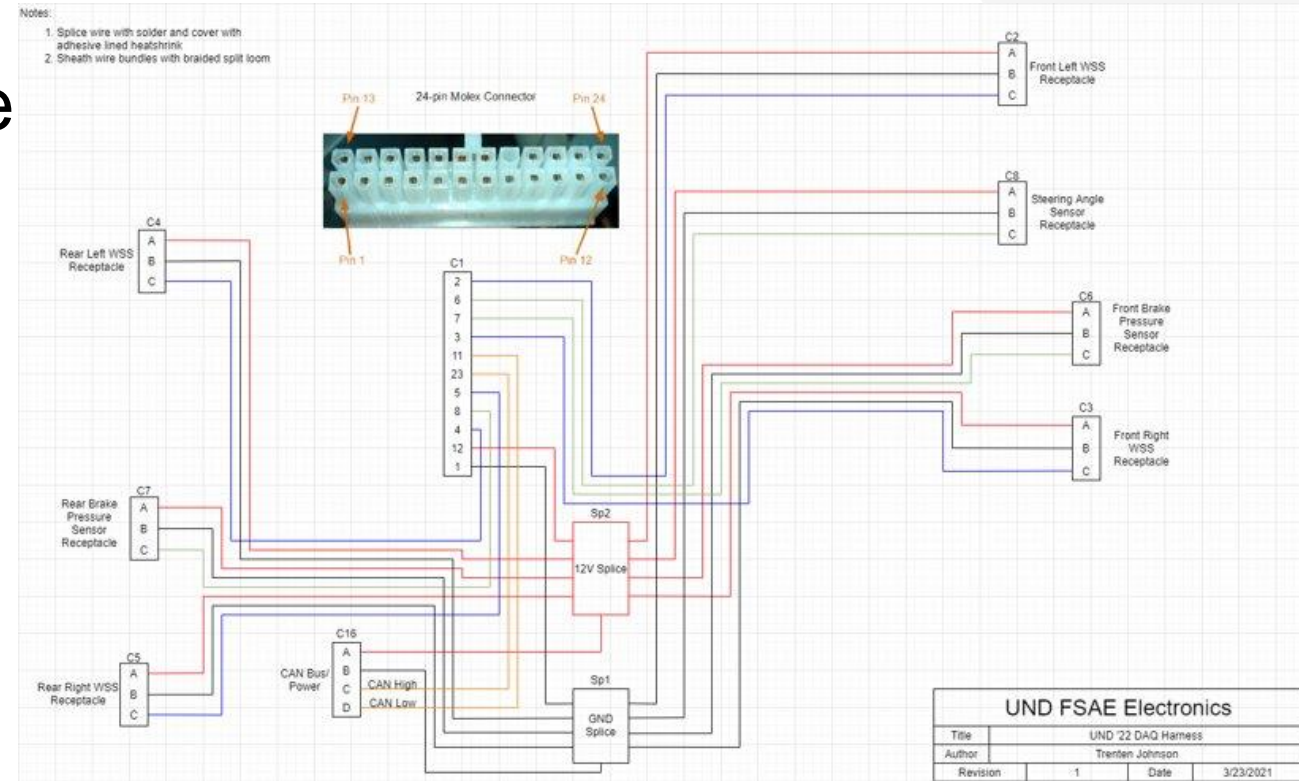 e
Notes:
1. Splice wire with solder and cover with
adhesive lined heatshrink
2. Sheath wire bundles with braided split loom
Pin 13
24-pin Molex Connector
Pin 24
Pin 1
Pin 12
C2
A
B
C
Front Left WSS
Receptacle
C8
A
B
C
Steering Angle
Sensor
Receptacle
C4
A
B
C
Rear Left WSS
Receptacle
C1
2
6
7
3
11
23
5
8
4
12
1
C6
A
B
C
Front Brake
Pressure
Sensor
Receptacle
C3
A
B
C
Front Right
WSS
Receptacle
C7
A
B
C
Rear Brake
Pressure
Sensor
Receptacle
Sp2
12V Splice
C5
A
B
C
Rear Right WSS
Receptacle
C16
A
B
C
D
CAN Bus/
Power
CAN High
CAN Low
Sp1
GND
Splice
UND FSAE Electronics
Title UND '22 DAQ Harness
Author Trenten Johnson
Revision 1 Date 3/23/2021